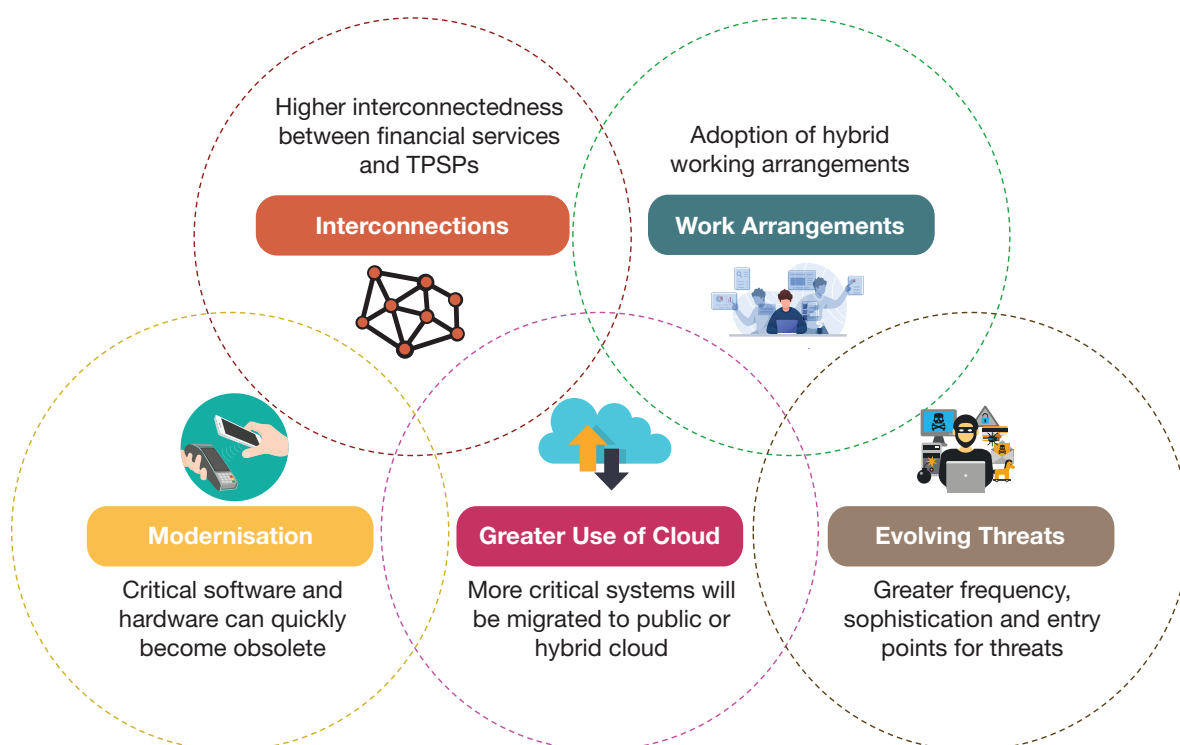 Higher interconnectedness
between financial services
and TPSPs
Interconnections
Adoption of hybrid
working arrangements
Work Arrangements
Modernisation
Critical software and
hardware can quickly
become obsolete
Greater Use of Cloud
More critical systems will
be migrated to public or
hybrid cloud
Evolving Threats
Greater frequency,
sophistication and entry
points for threats